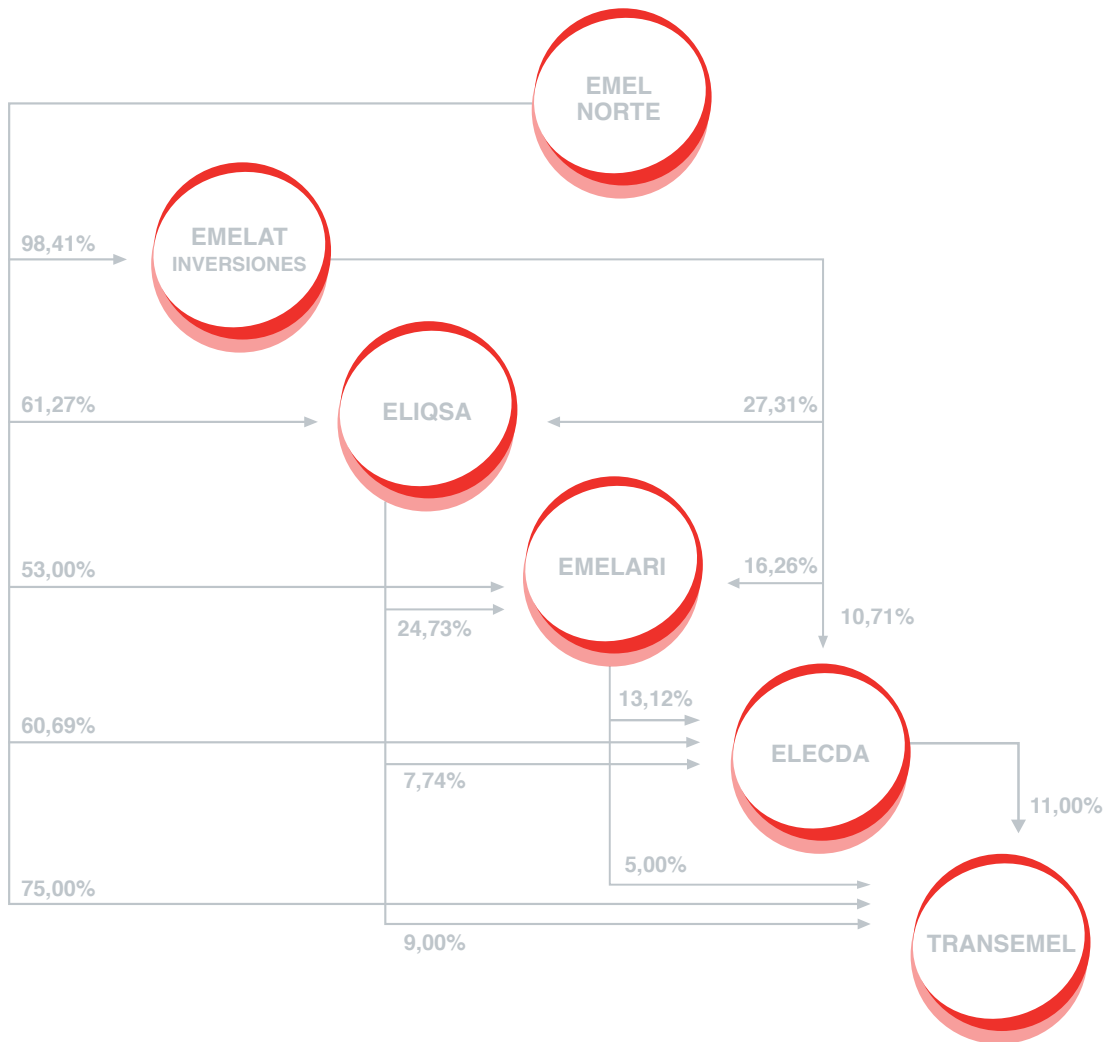 EMEL
NORTE
EMELAT
INVERSIONES
98,41%
ELIQSA
61,27%
27,31%
EMELARI
53,00%
16,26%
24,73%
10,71%
13,12%
60,69%
ELECDA
7,74%
11,00%
5,00%
75,00%
9,00%
TRANSEMEL